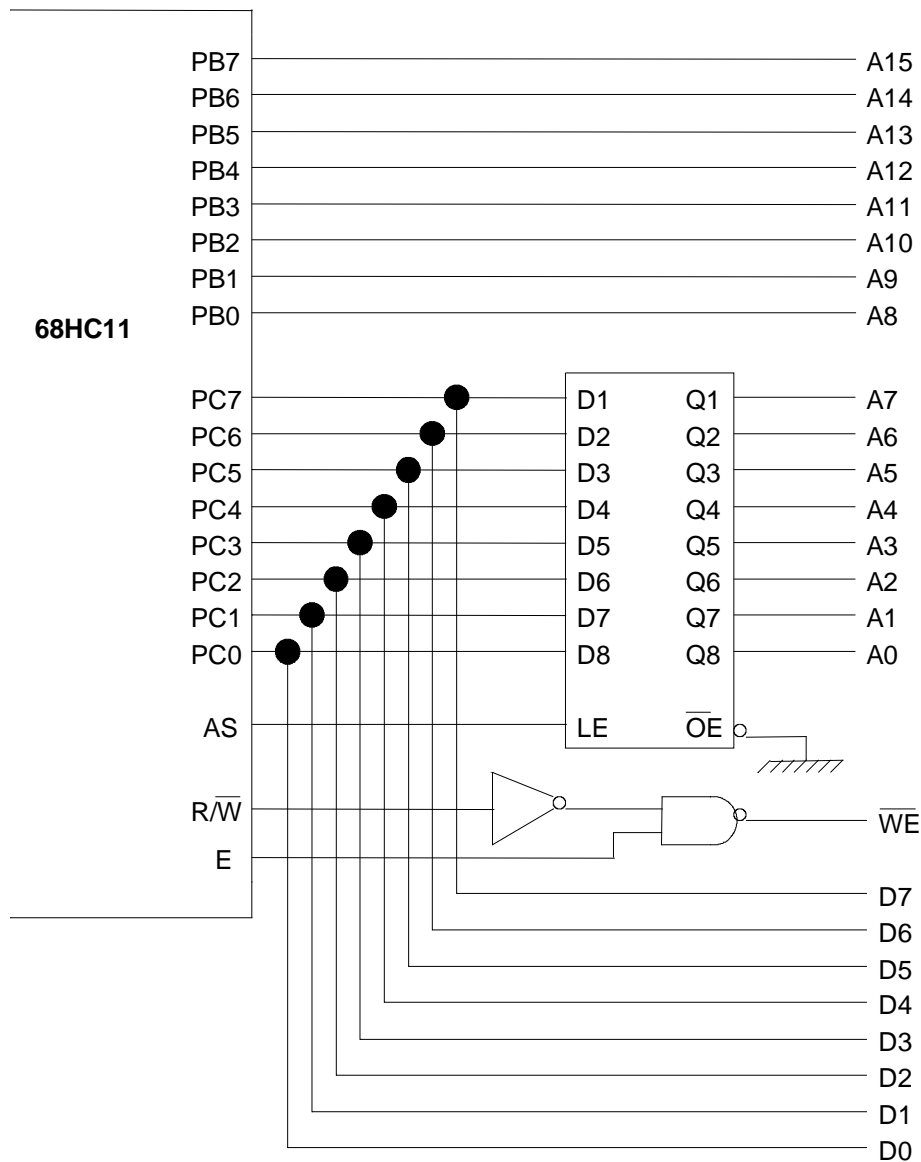 PB7 A15
PB6 A14
PB5 A13
PB4 A12
PB3 A11
PB2 A10
PB1 A9
PB0 A8
68HC11
PC7 D1 Q1 A7
PC6 D2 Q2 A6
PC5 D3 Q3 A5
PC4 D4 Q4 A4
PC3 D5 Q5 A3
PC2 D6 Q6 A2
PC1 D7 Q7 A1
PC0 D8 Q8 A0
AS LE O̅E̅
R/W̅ W̅E̅
E
D7
D6
D5
D4
D3
D2
D1
D0